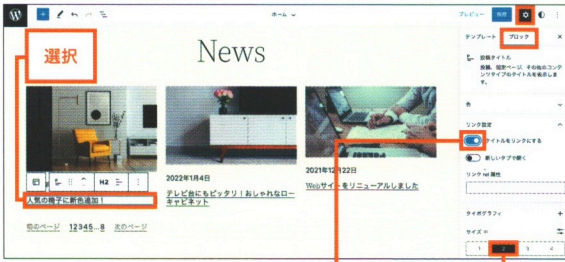 ホーム
プレビュー
保存
選択
News
テンプレート
ブロック
投稿タイトル
投稿、固定ページ、その他のコンテンツタイプのタイトルを表示します。
色
リンク設定
タイトルをリンクにする
新しいタブで開く
リンク rel 属性
タイポグラフィ
サイズ
1 2 3 4
H2
人気の椅子に新色追加！
2022年1月4日
テレビ台にもピッタリ！おしゃれなロー
キャビネット
2021年12月22日
Webサイトをリニューアルしました
前のページ 12345…8 次のページ